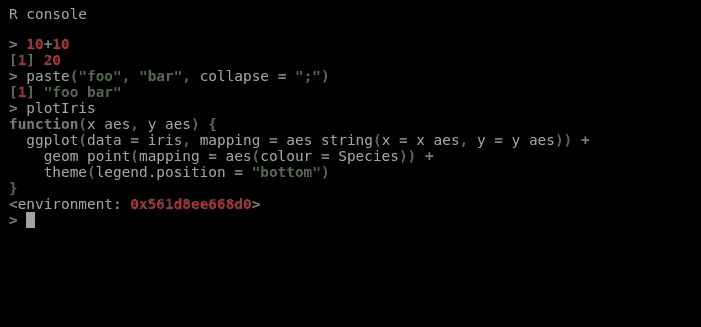 R console
> 10+10
[1] 20
> paste("foo", "bar", collapse = ";")
[1] "foo bar"
> plotIris
function(x aes, y aes) {
  ggplot(data = iris, mapping = aes string(x = x aes, y = y aes)) +
    geom point(mapping = aes(colour = Species)) +
    theme(legend.position = "bottom")
}
<environment: 0x561d8ee668d0>
>